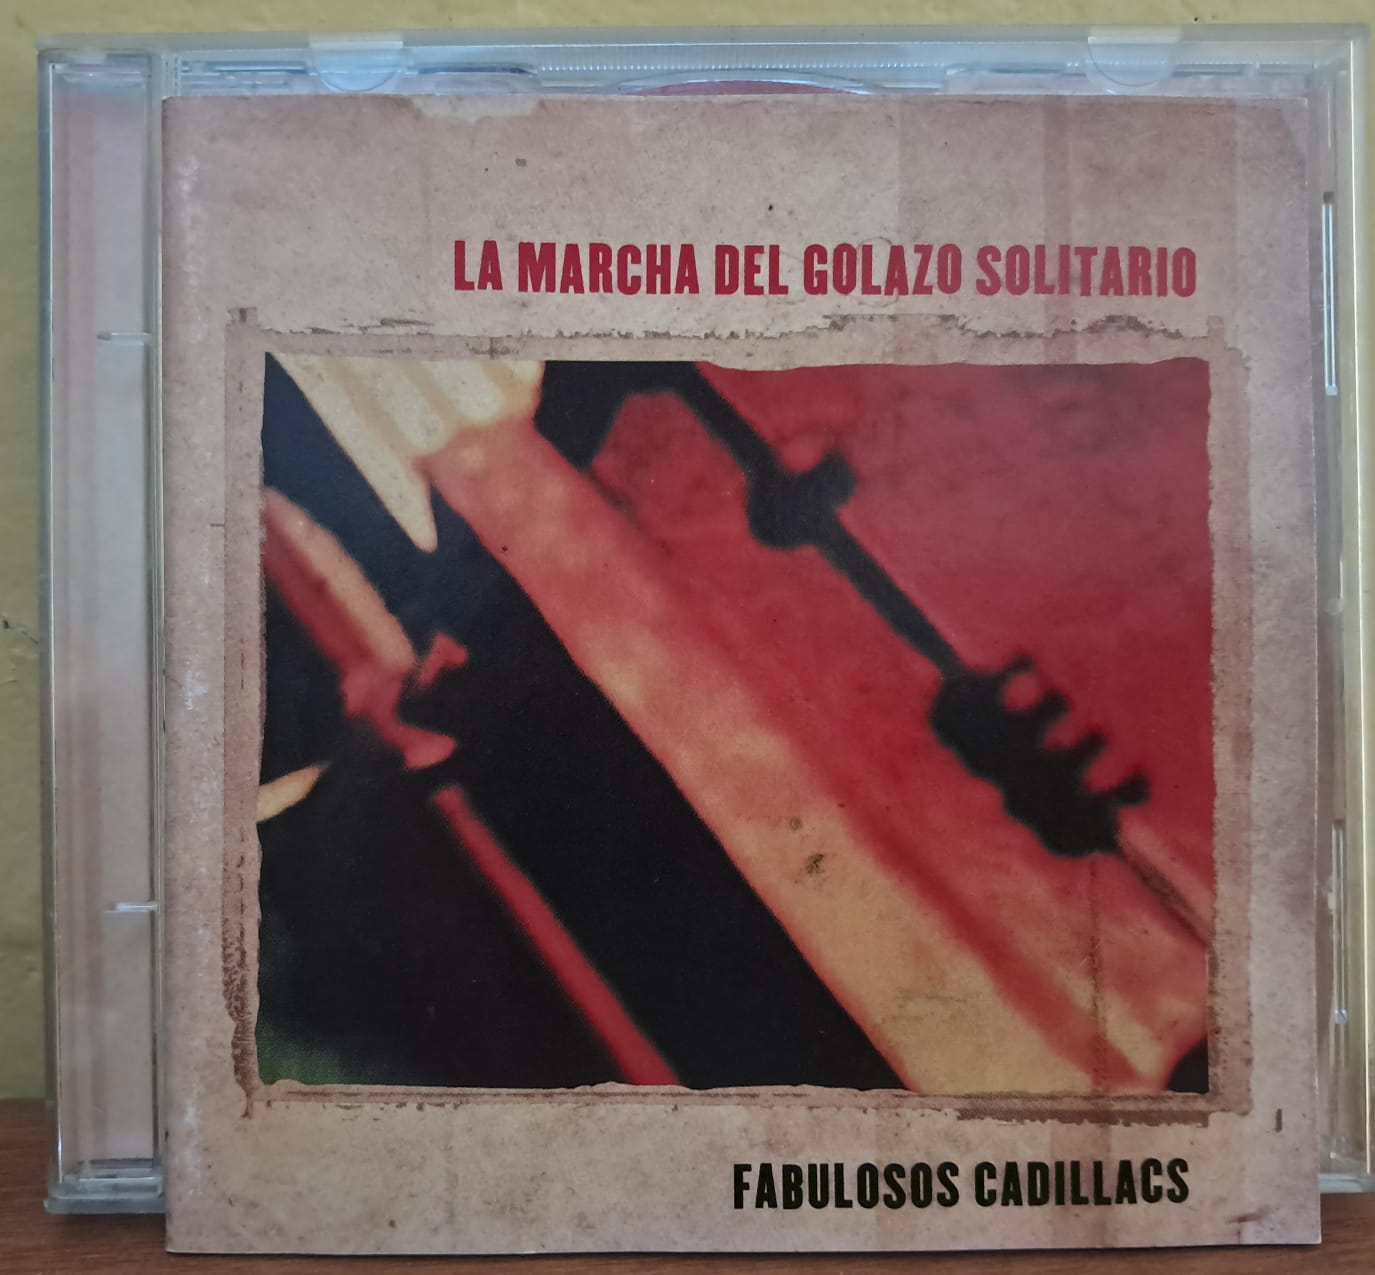 LA MARCHA DEL GOLAZO SOLITARIO
FABULOSOS CADILLACS